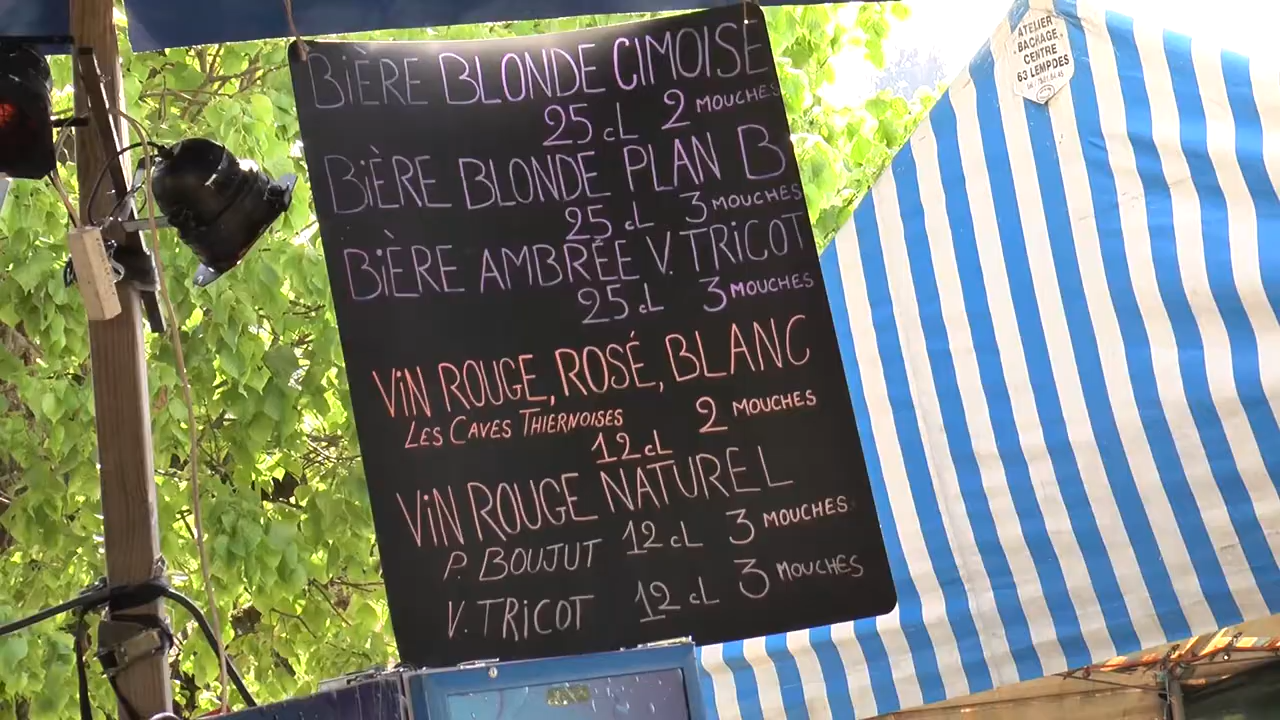 BIÈRE BLONDE CIMOISE
25 cL 2 MOUCHES
BIÈRE BLONDE PLAN B
25 cL 3 MOUCHES
BIÈRE AMBRÉE V. TRICOT
25 cL 3 MOUCHES
VIN ROUGE, ROSÉ, BLANC
LES CAVES THIERNOISES 2 MOUCHES
12 cL
VIN ROUGE NATUREL
P. BOUJUT 12 cL 3 MOUCHES
V. TRICOT 12 cL 3 MOUCHES
ATELIER
BACHAGE
CENTRE
63 LEMPDES